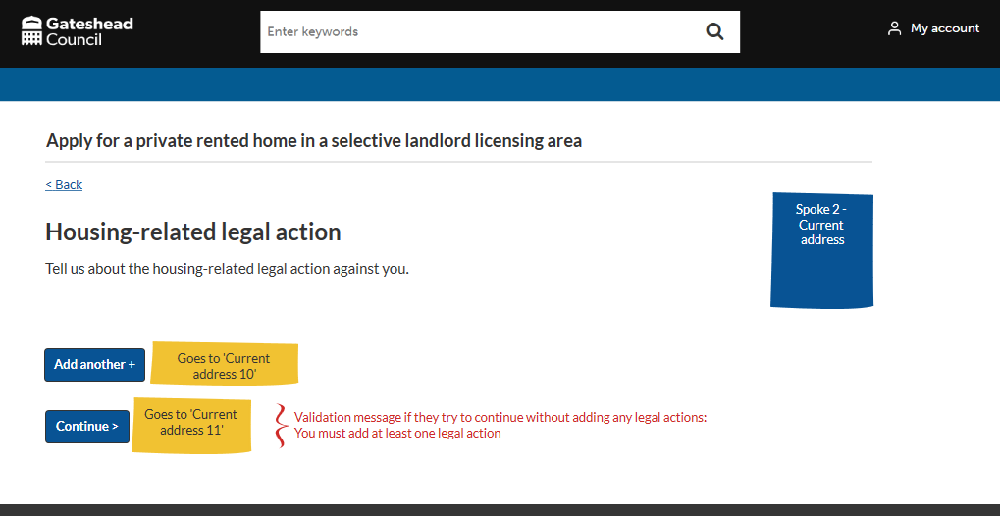 Gateshead
Council
Enter keywords
My account
Apply for a private rented home in a selective landlord licensing area
< Back
Spoke 2 -
Current
address
Housing-related legal action
Tell us about the housing-related legal action against you.
Add another +
Goes to 'Current
address 10'
Continue >
Goes to 'Current
address 11'
Validation message if they try to continue without adding any legal actions:
You must add at least one legal action